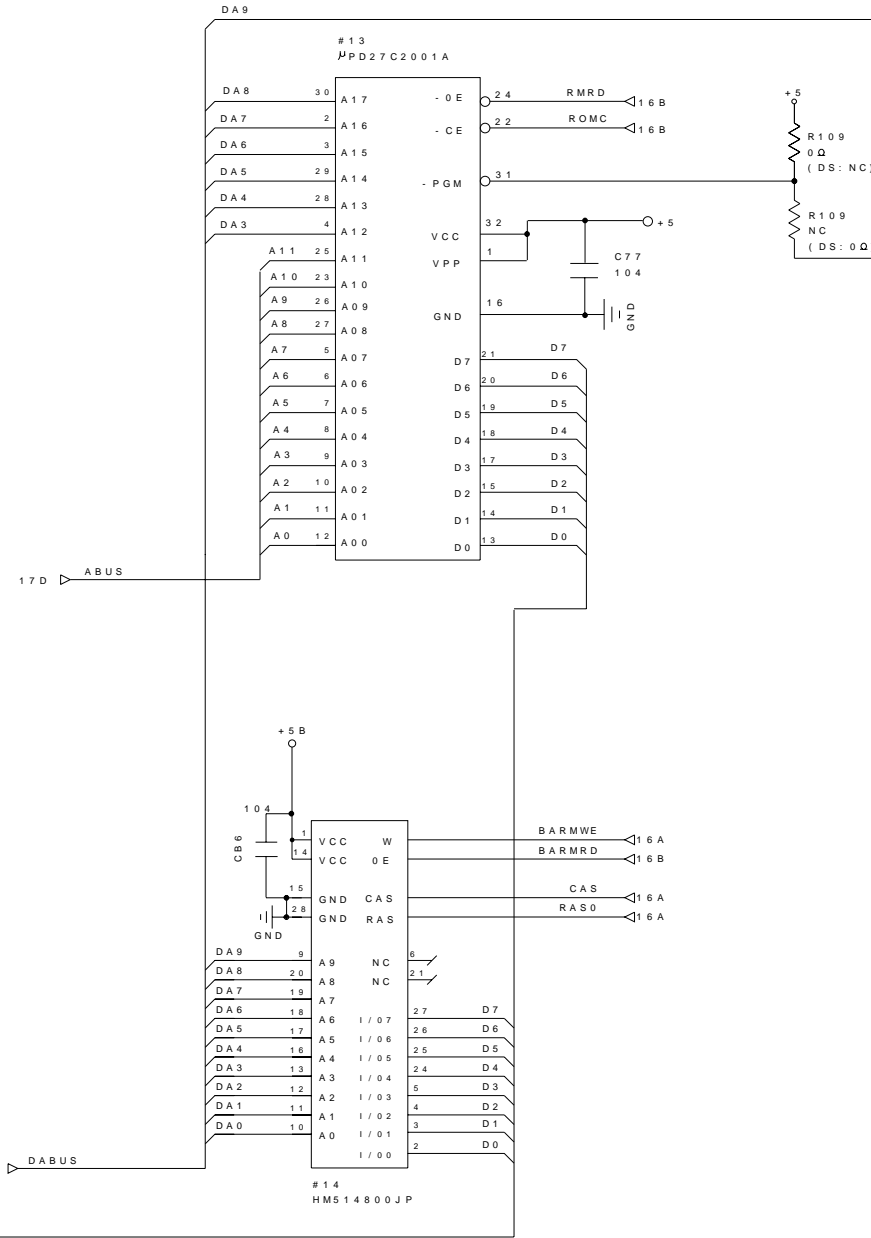 DA9
#13
µPD27C2001A
DA8 30 A17 -OE 24 RMRD 16B
DA7 2 A16 -CE 22 ROMC 16B
DA6 3 A15
DA5 29 A14 -PGM 31
DA4 28 A13
DA3 4 A12 VCC 32 +5
A11 25 A11 VPP 1
A10 23 A10
A9 26 A09 GND 16 GND
A8 27 A08
A7 5 A07 D7 21 D7
A6 6 A06 D6 20 D6
A5 7 A05 D5 19 D5
A4 8 A04 D4 18 D4
A3 9 A03 D3 17 D3
A2 10 A02 D2 15 D2
A1 11 A01 D1 14 D1
A0 12 A00 D0 13 D0
C77
104
+5
R109
0Ω
(DS:NC)
R109
NC
(DS:0Ω
17D ABUS
+5B
104
CB6
1 VCC W BARMWE 16A
14 VCC OE BARMRD 16B
15 GND CAS CAS 16A
28 GND RAS RAS0 16A
GND
DA9 9 A9 NC 6
DA8 20 A8 NC 21
DA7 19 A7
DA6 18 A6 I/O7 27 D7
DA5 17 A5 I/O6 26 D6
DA4 16 A4 I/O5 25 D5
DA3 13 A3 I/O4 24 D4
DA2 12 A2 I/O3 5 D3
DA1 11 A1 I/O2 4 D2
DA0 10 A0 I/O1 3 D1
I/O0 2 D0
DABUS
#14
HM514800JP